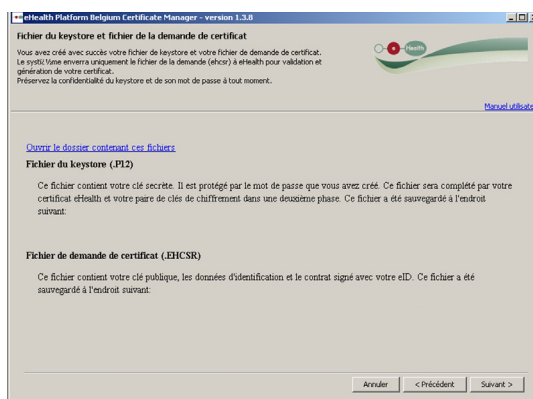 eHealth Platform Belgium Certificate Manager - version 1.3.8
Fichier du keystore et fichier de la demande de certificat
Vous avez créé avec succès votre fichier de keystore et votre fichier de demande de certificat.
Le systï¿½me enverra uniquement le fichier de la demande (ehcsr) à eHealth pour validation et
génération de votre certificat.
Préservez la confidentialité du keystore et de son mot de passe à tout moment.
e-Health
Manuel utilisate
Ouvrir le dossier contenant ces fichiers
Fichier du keystore (.P12)
Ce fichier contient votre clé secrète. Il est protégé par le mot de passe que vous avez créé. Ce fichier sera complété par votre
certificat eHealth et votre paire de clés de chiffrement dans une deuxième phase. Ce fichier a été sauvegardé à l'endroit
suivant:
Fichier de demande de certificat (.EHCSR)
Ce fichier contient votre clé publique, les données d'identification et le contrat signé avec votre eID. Ce fichier a été
sauvegardé à l'endroit suivant:
Annuler < Précédent Suivant >